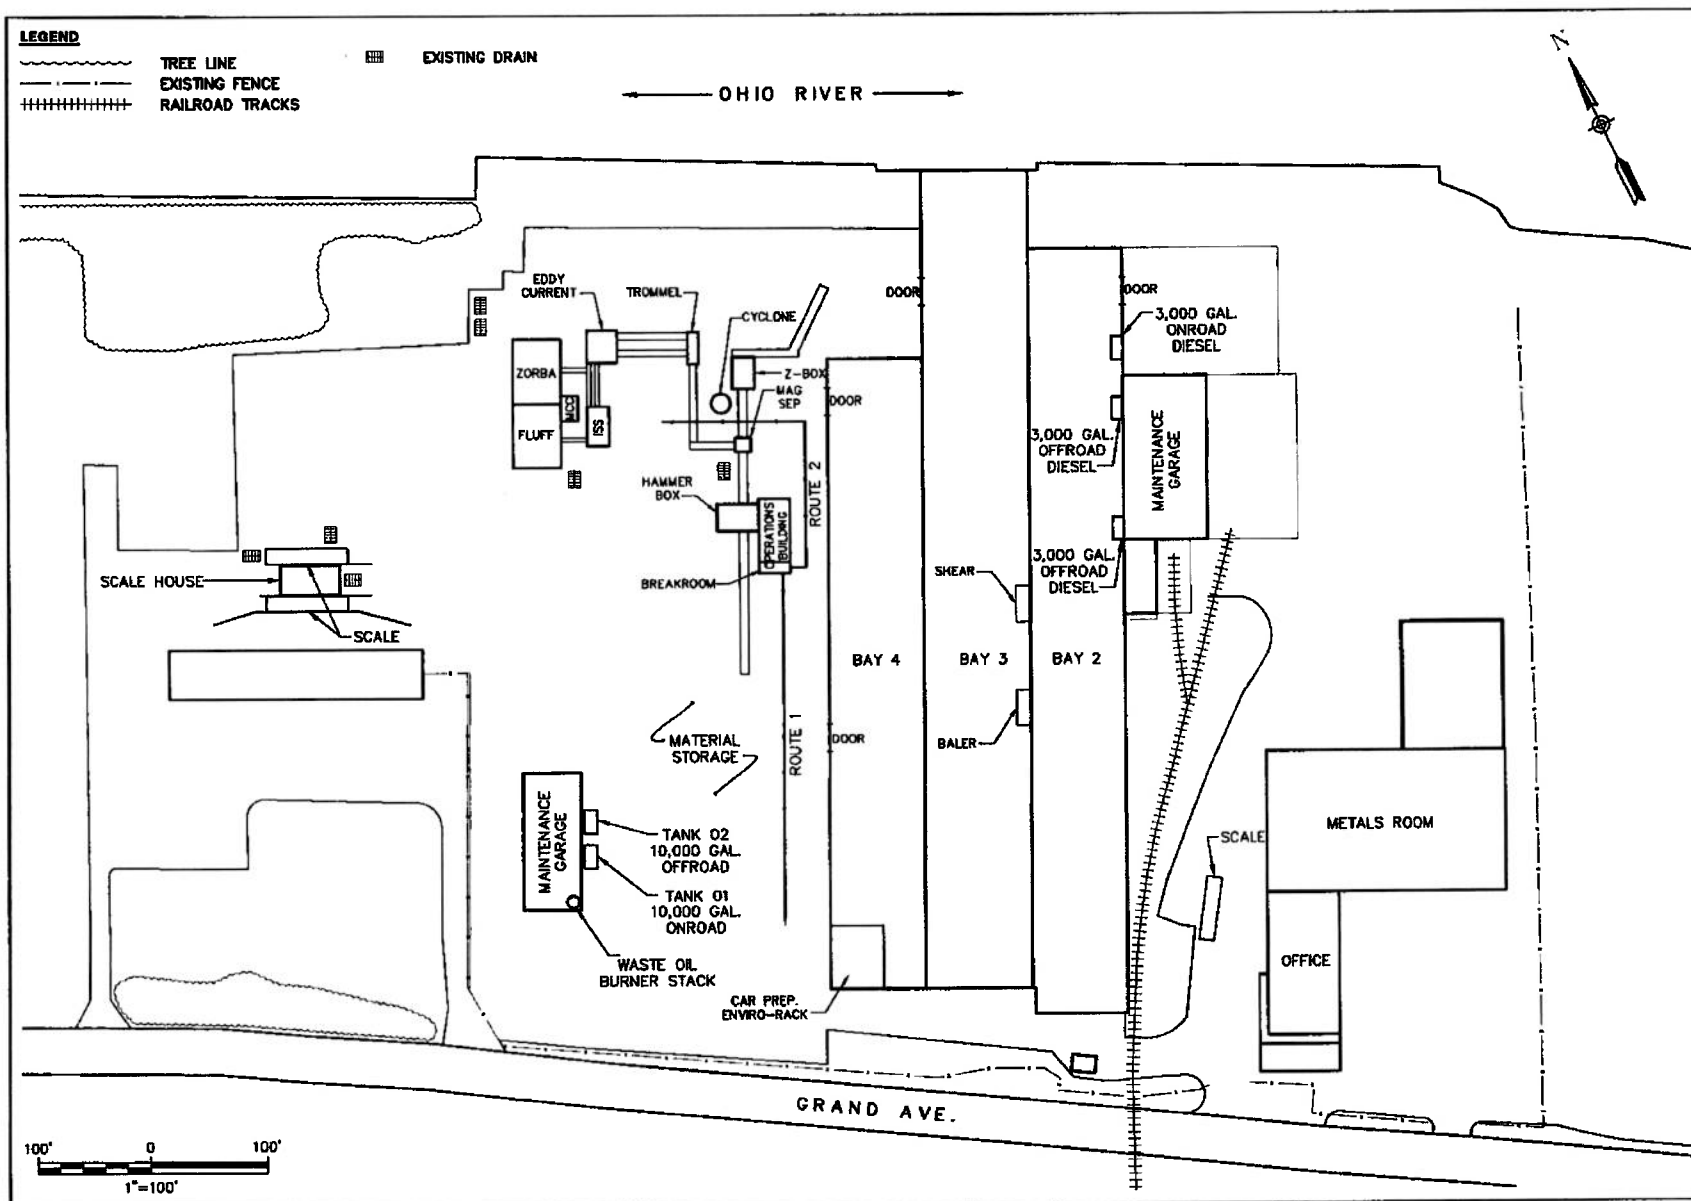 LEGEND
TREE LINE
EXISTING FENCE
RAILROAD TRACKS
EXISTING DRAIN
OHIO RIVER
Z
EDDY
CURRENT
TROMMEL
CYCLONE
DOOR
DOOR
3,000 GAL.
ONROAD
DIESEL
ZORBA
MCC
FLUFF
ISS
Z-BOX
MAG
SEP
DOOR
3,000 GAL.
OFFROAD
DIESEL
MAINTENANCE
GARAGE
HAMMER
BOX
OPERATIONS
BUILDING
ROUTE 2
BREAKROOM
SCALE HOUSE
SCALE
SHEAR
3,000 GAL.
OFFROAD
DIESEL
BAY 4
BAY 3
BAY 2
MATERIAL
STORAGE
ROUTE 1
DOOR
BALER
MAINTENANCE
GARAGE
TANK 02
10,000 GAL.
OFFROAD
TANK 01
10,000 GAL.
ONROAD
WASTE OIL
BURNER STACK
CAR PREP.
ENVIRO-RACK
SCALE
METALS ROOM
OFFICE
GRAND AVE.
100' 0 100'
1"=100'